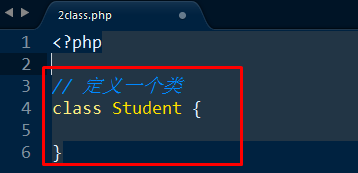 2class.php
1 <?php
2
3 // 定义一个类
4 class Student {
5
6 }